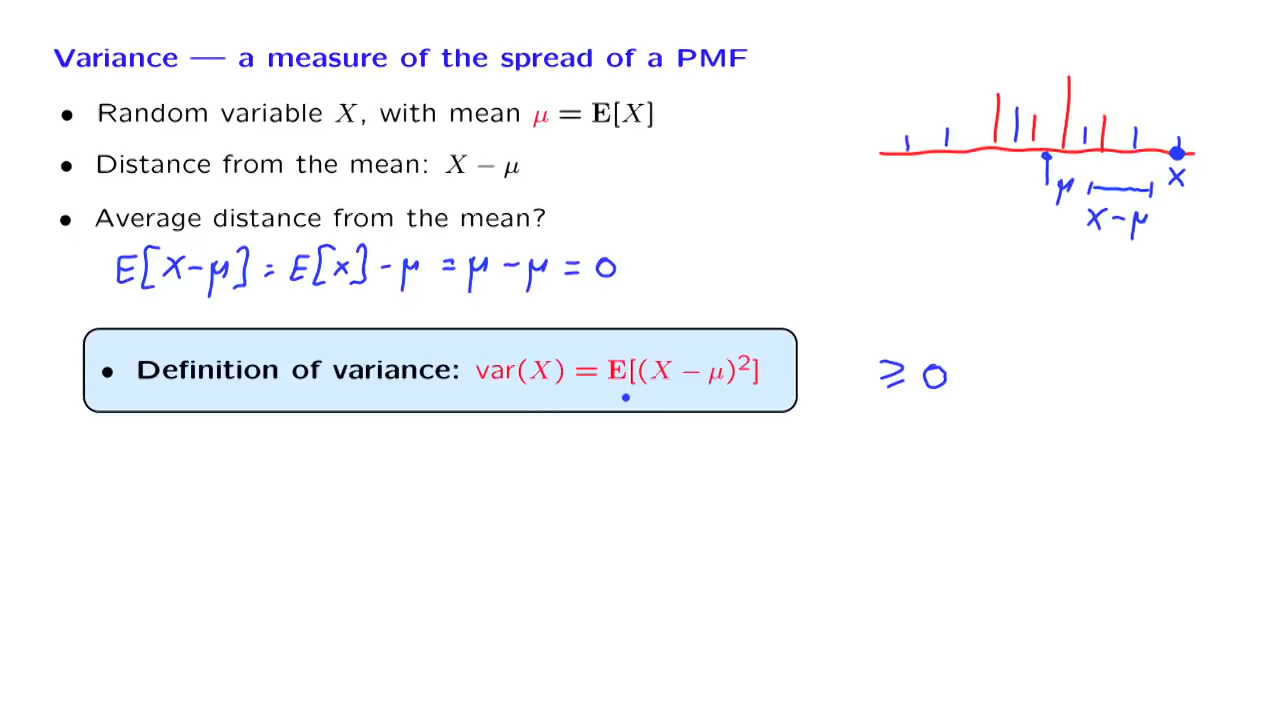 Variance — a measure of the spread of a PMF
• Random variable X, with mean μ = E[X]
• Distance from the mean: X − μ
• Average distance from the mean?
E[X-μ] = E[x] - μ = μ - μ = 0
μ
x
x-μ
• Definition of variance: var(X) = E[(X − μ)²]
≥ 0